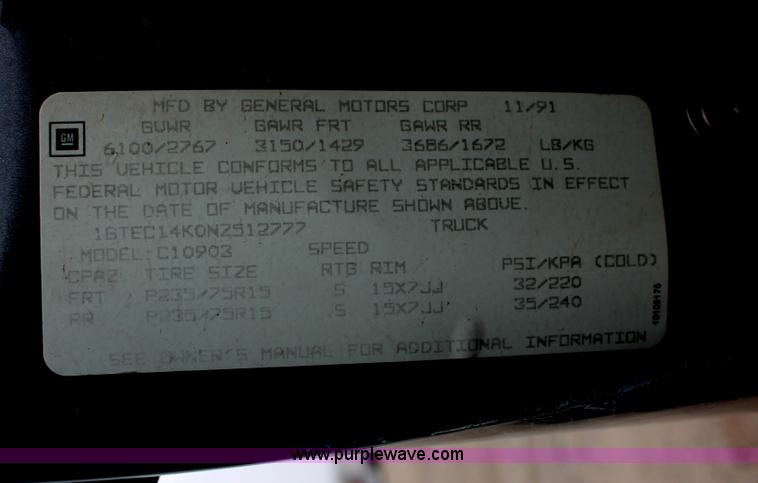 MFD BY GENERAL MOTORS CORP 11/91
GVWR GAWR FRT GAWR RR
GM 6100/2767 3150/1429 3686/1672 LB/KG
THIS VEHICLE CONFORMS TO ALL APPLICABLE U.S.
FEDERAL MOTOR VEHICLE SAFETY STANDARDS IN EFFECT
ON THE DATE OF MANUFACTURE SHOWN ABOVE.
1GTEC14K0NZ512777 TRUCK
MODEL:C10903 SPEED
CPAZ TIRE SIZE RTG RIM PSI/KPA (COLD)
FRT P235/75R15 S 15X7JJ 32/220
RR P235/75R15 S 15X7JJ 35/240
SEE OWNER'S MANUAL FOR ADDITIONAL INFORMATION
10106176
www.purplewave.com